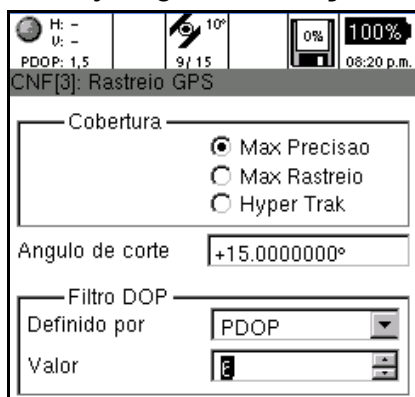 H: -
V: -
PDOP: 1,5
10°
9/ 15
0%
100%
08:20 p.m.
CNF[3]: Rastreio GPS
Cobertura
Max Precisao
Max Rastreio
Hyper Trak
Angulo de corte +15.0000000°
Filtro DOP
Definido por PDOP
Valor